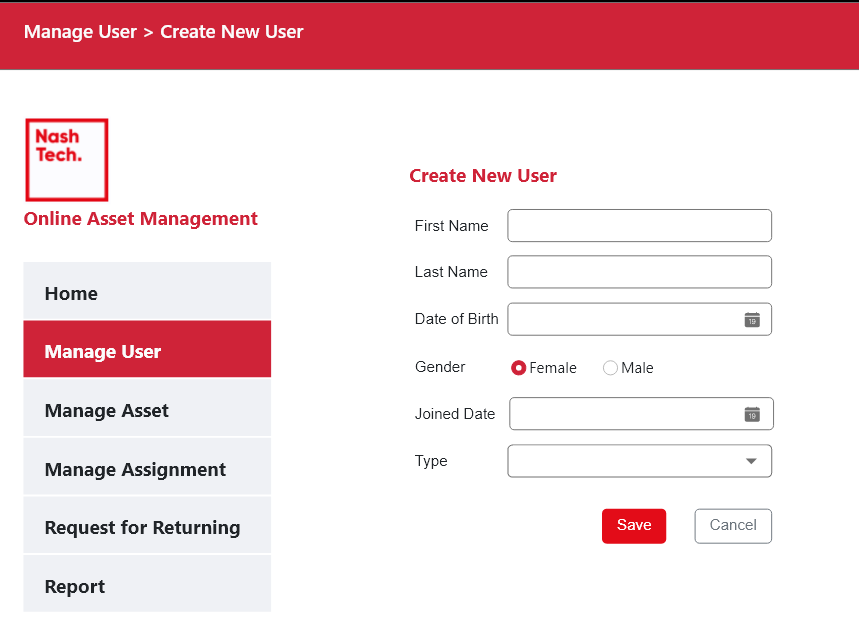 Manage User > Create New User
Nash
Tech.
Online Asset Management
Home
Manage User
Manage Asset
Manage Assignment
Request for Returning
Report
Create New User
First Name
Last Name
Date of Birth
19
Gender
Female
Male
Joined Date
19
Type
Save
Cancel